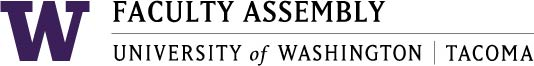 W FACULTY ASSEMBLY
UNIVERSITY of WASHINGTON | TACOMA